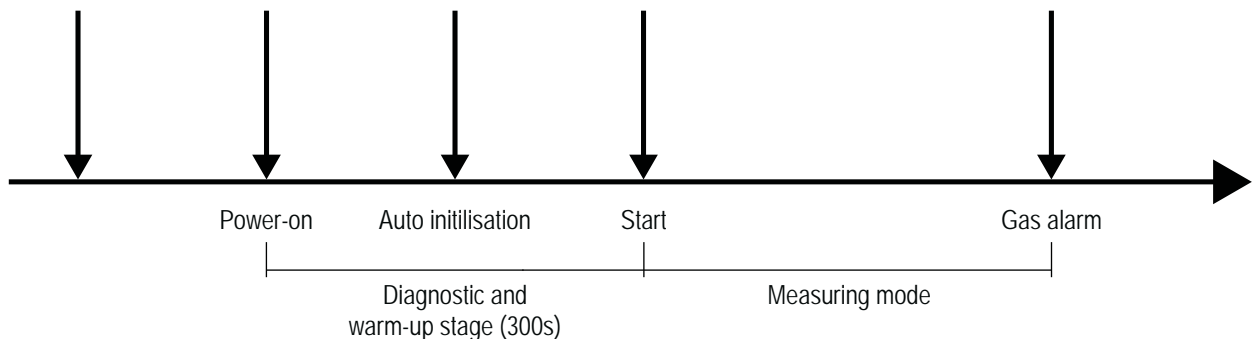 Power-on
Auto initilisation
Start
Gas alarm
Diagnostic and
warm-up stage (300s)
Measuring mode